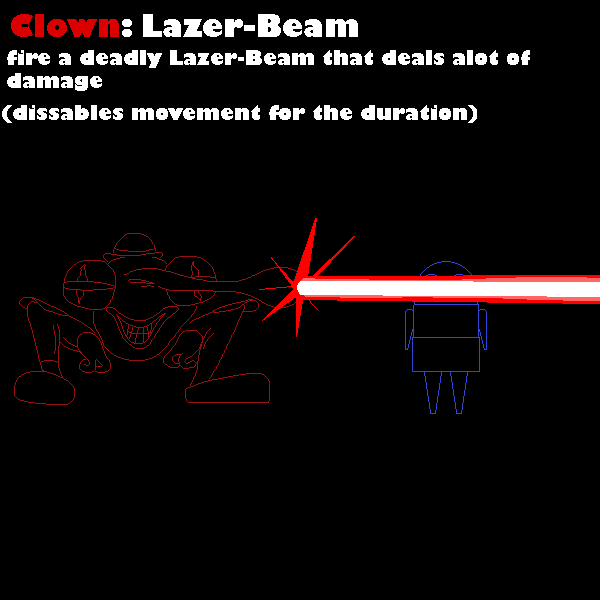 Clown: Lazer-Beam
fire a deadly Lazer-Beam that deals alot of
damage
(dissables movement for the duration)